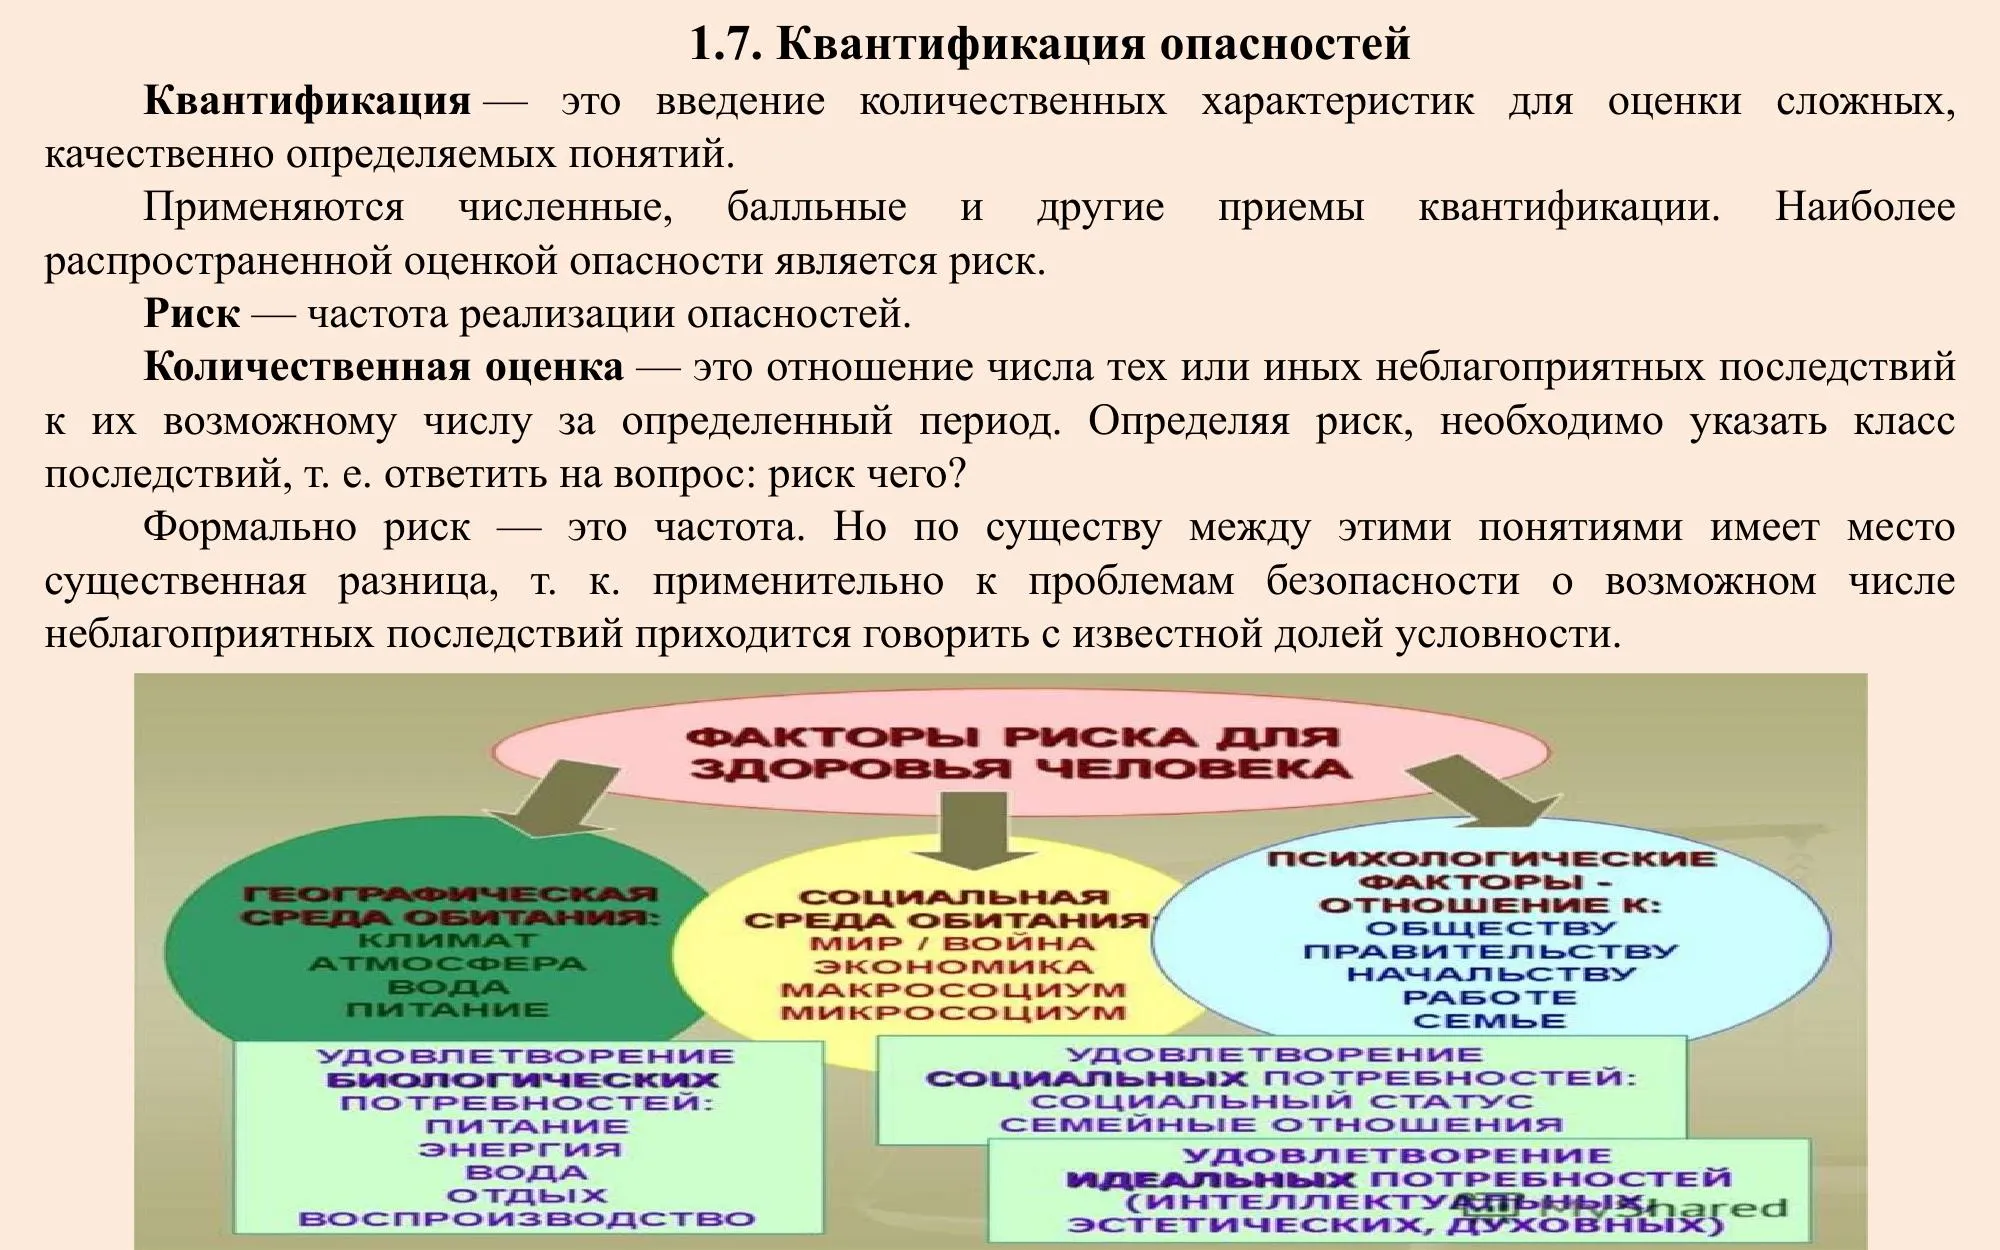 1.7. Квантификация опасностей
Квантификация — это введение количественных характеристик для оценки сложных,
качественно определяемых понятий.
Применяются численные, балльные и другие приемы квантификации. Наиболее
распространенной оценкой опасности является риск.
Риск — частота реализации опасностей.
Количественная оценка — это отношение числа тех или иных неблагоприятных последствий
к их возможному числу за определенный период. Определяя риск, необходимо указать класс
последствий, т. е. ответить на вопрос: риск чего?
Формально риск — это частота. Но по существу между этими понятиями имеет место
существенная разница, т. к. применительно к проблемам безопасности о возможном числе
неблагоприятных последствий приходится говорить с известной долей условности.
ФАКТОРЫ РИСКА ДЛЯ
ЗДОРОВЬЯ ЧЕЛОВЕКА
ГЕОГРАФИЧЕСКАЯ
СРЕДА ОБИТАНИЯ:
КЛИМАТ
АТМОСФЕРА
ВОДА
ПИТАНИЕ
СОЦИАЛЬНАЯ
СРЕДА ОБИТАНИЯ:
МИР / ВОЙНА
ЭКОНОМИКА
МАКРОСОЦИУМ
МИКРОСОЦИУМ
ПСИХОЛОГИЧЕСКИЕ
ФАКТОРЫ -
ОТНОШЕНИЕ К:
ОБЩЕСТВУ
ПРАВИТЕЛЬСТВУ
НАЧАЛЬСТВУ
РАБОТЕ
СЕМЬЕ
УДОВЛЕТВОРЕНИЕ
БИОЛОГИЧЕСКИХ
ПОТРЕБНОСТЕЙ:
ПИТАНИЕ
ЭНЕРГИЯ
ВОДА
ОТДЫХ
ВОСПРОИЗВОДСТВО
УДОВЛЕТВОРЕНИЕ
СОЦИАЛЬНЫХ ПОТРЕБНОСТЕЙ:
СОЦИАЛЬНЫЙ СТАТУС
СЕМЕЙНЫЕ ОТНОШЕНИЯ
УДОВЛЕТВОРЕНИЕ
ИДЕАЛЬНЫХ ПОТРЕБНОСТЕЙ
(ИНТЕЛЛЕКТУАЛЬНЫХ,
ЭСТЕТИЧЕСКИХ, ДУХОВНЫХ)
MyShared